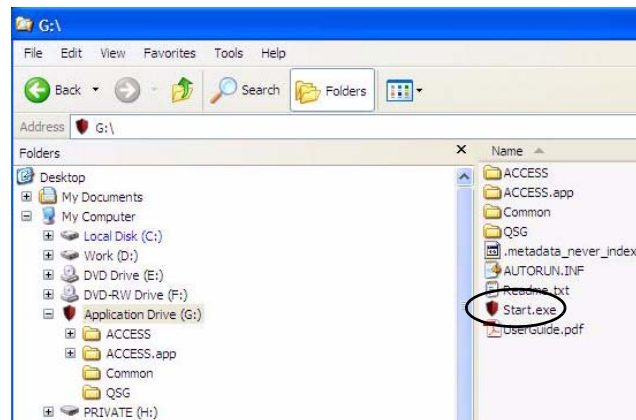 G:\
File Edit View Favorites Tools Help
Back Search Folders
Address G:\
Folders X
Desktop
My Documents
My Computer
Local Disk (C:)
Work (D:)
DVD Drive (E:)
DVD-RW Drive (F:)
Application Drive (G:)
ACCESS
ACCESS.app
Common
QSG
PRIVATE (H:)
Name
ACCESS
ACCESS.app
Common
QSG
.metadata_never_index
AUTORUN.INF
Readme.txt
Start.exe
UserGuide.pdf